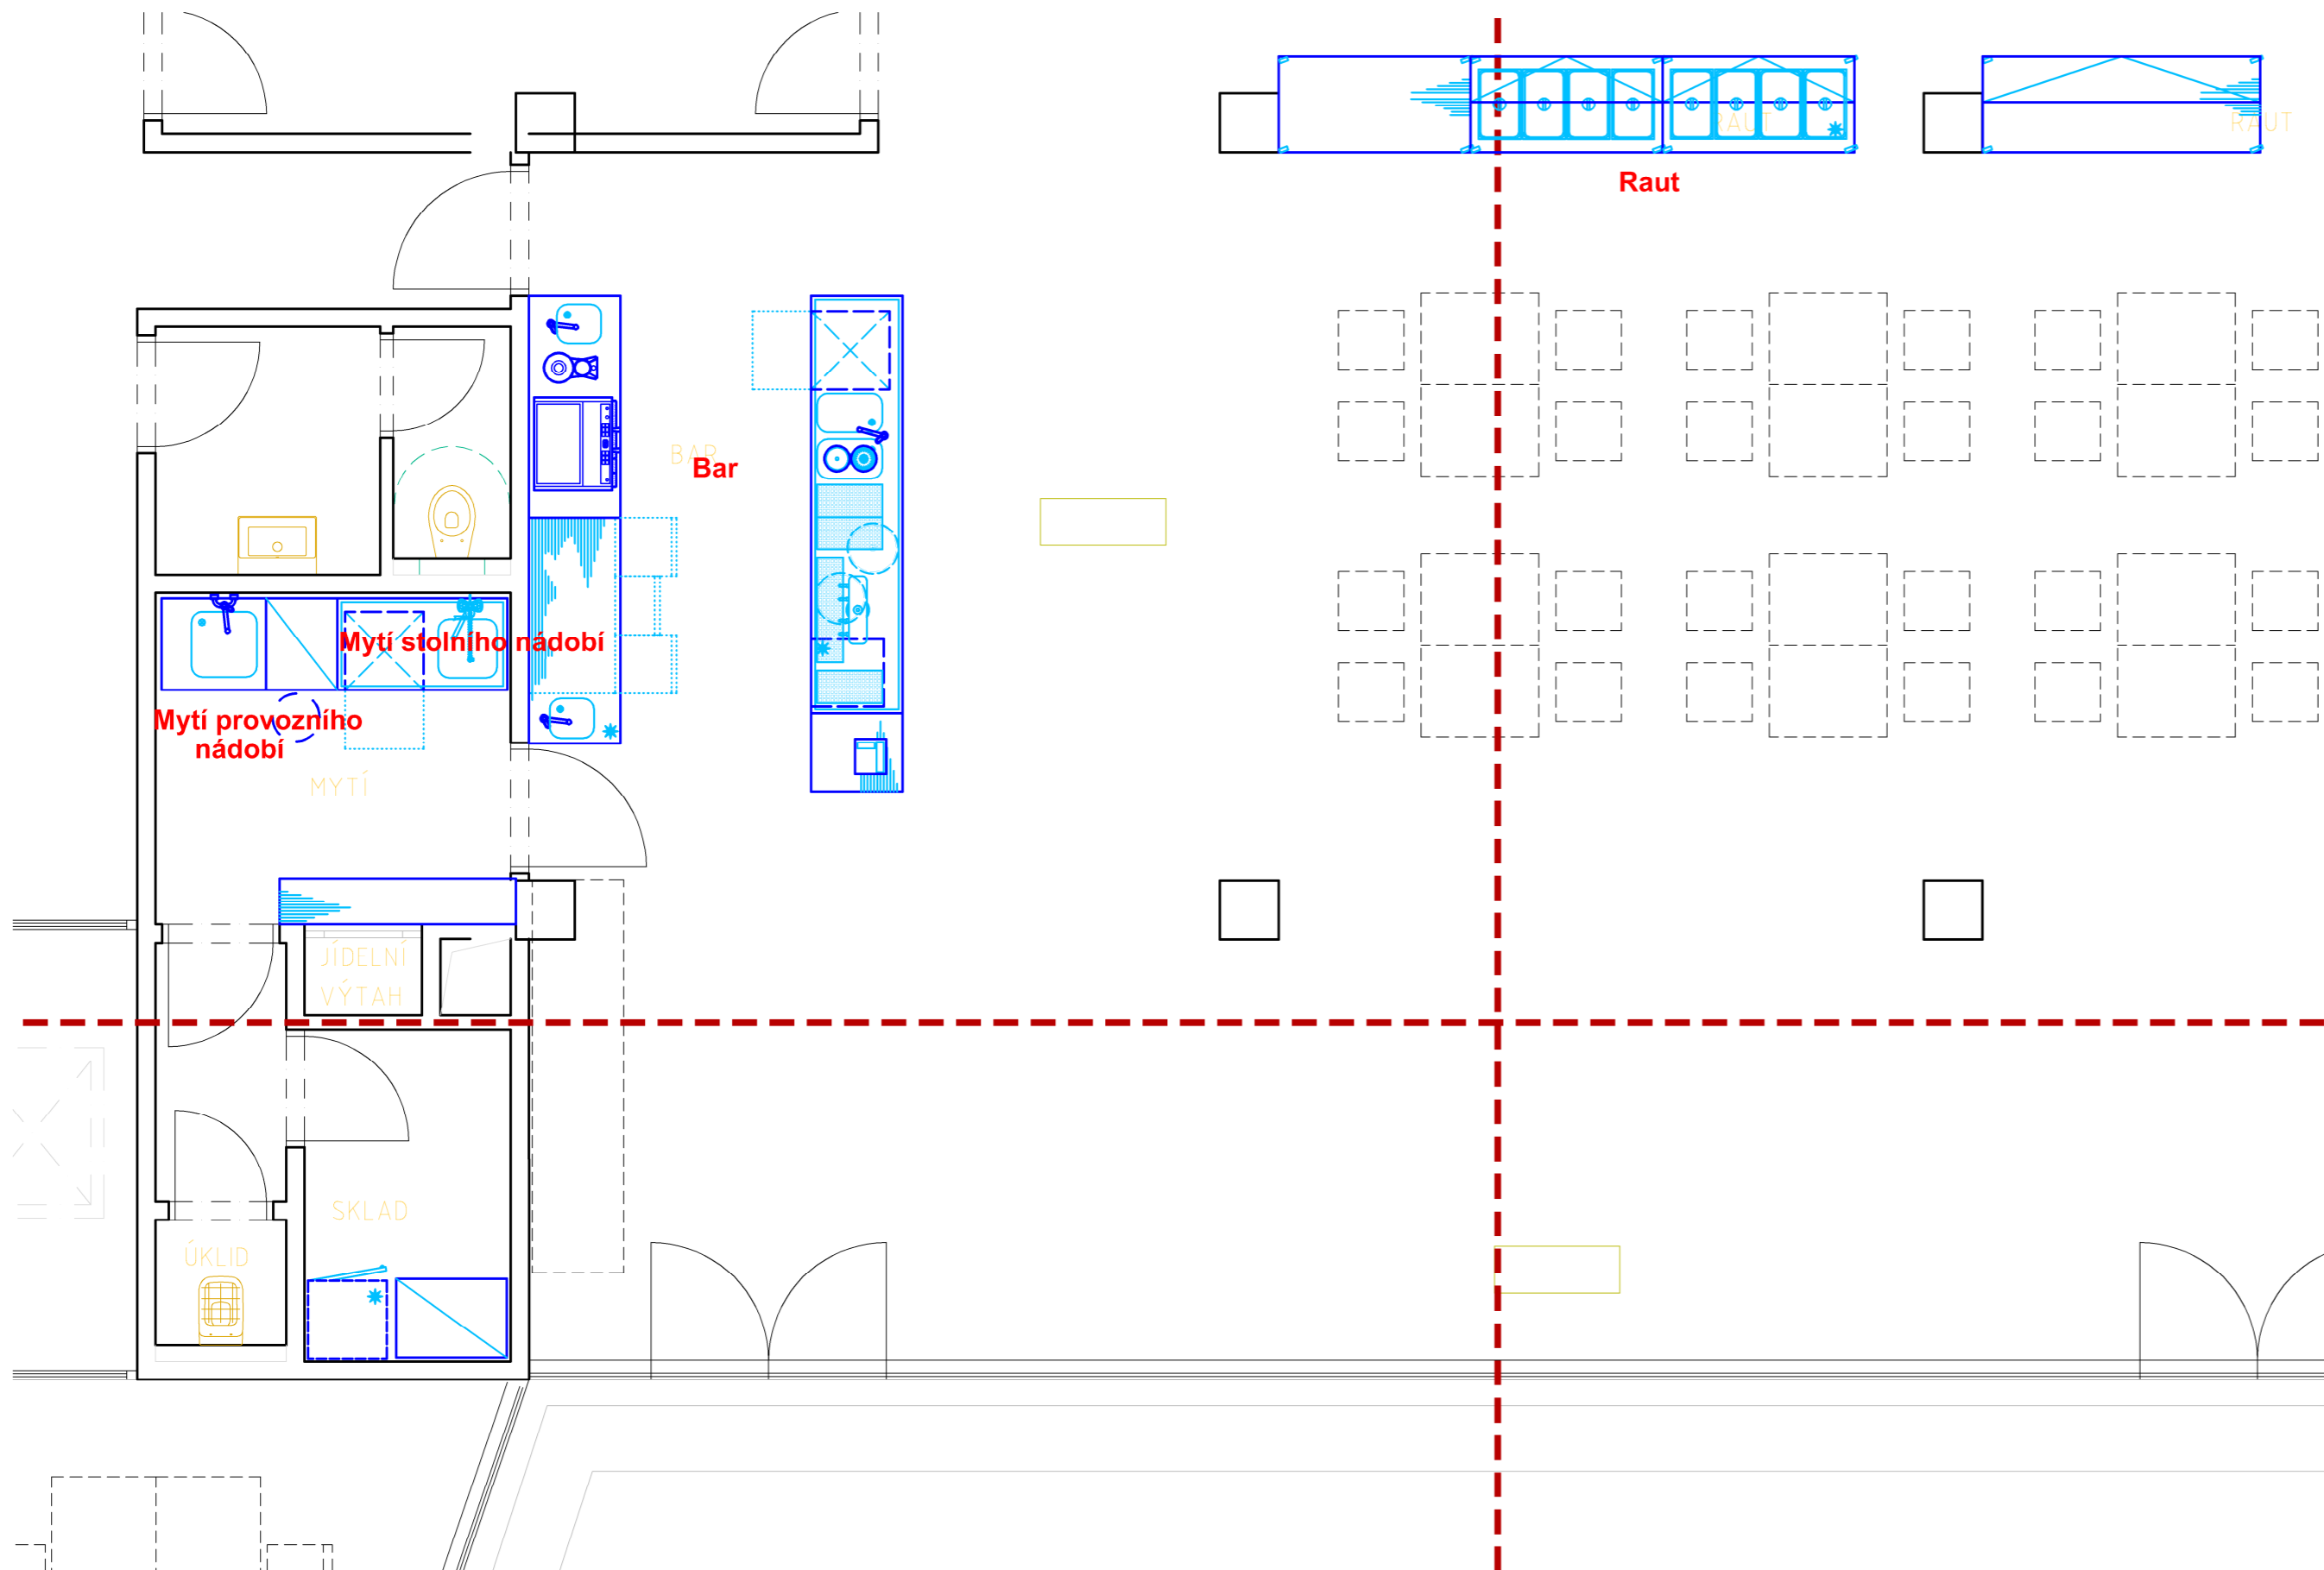 RAUT
RAUT
Raut
BAR
Bar
Mytí stolního nádobí
Mytí provozního
nádobí
MYTÍ
JÍDELNÍ
VÝTAH
SKLAD
ÚKLID